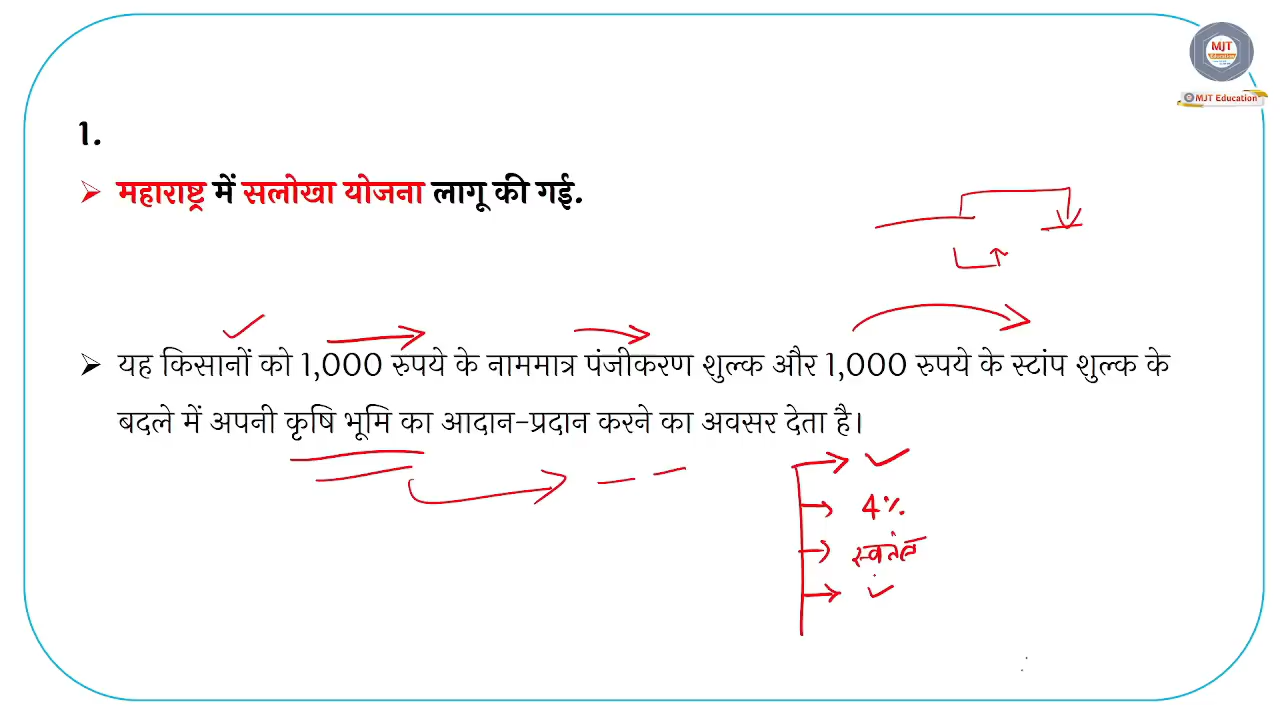 MJT
Education
MJT Education
1.
महाराष्ट्र में सलोखा योजना लागू की गई.
यह किसानों को 1,000 रुपये के नाममात्र पंजीकरण शुल्क और 1,000 रुपये के स्टांप शुल्क के
बदले में अपनी कृषि भूमि का आदान-प्रदान करने का अवसर देता है।
4%